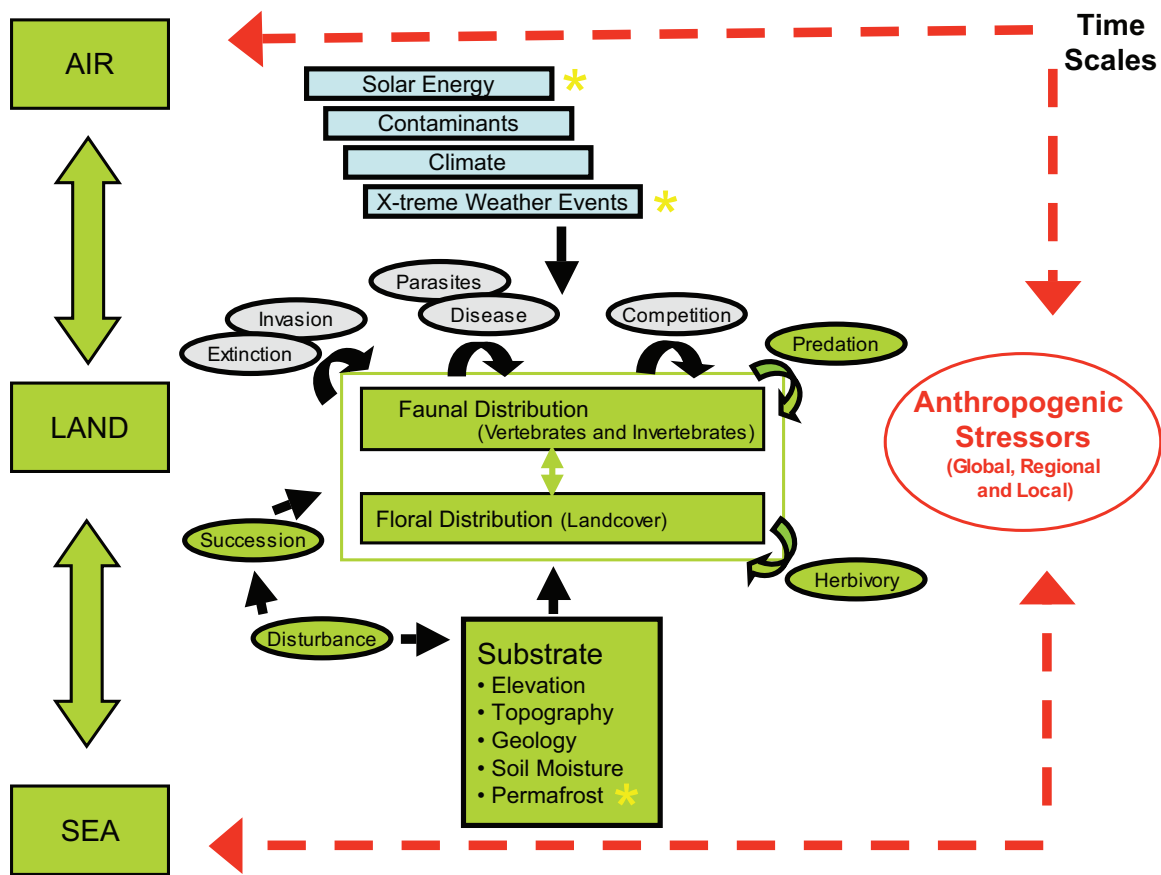 AIR
Time
Scales
Solar Energy *
Contaminants
Climate
X-treme Weather Events *
Parasites
Disease
Invasion
Extinction
Competition
Predation
LAND
Faunal Distribution
(Vertebrates and Invertebrates)
Anthropogenic
Stressors
(Global, Regional
and Local)
Floral Distribution (Landcover)
Succession
Herbivory
Disturbance
Substrate
• Elevation
• Topography
• Geology
• Soil Moisture
• Permafrost *
SEA